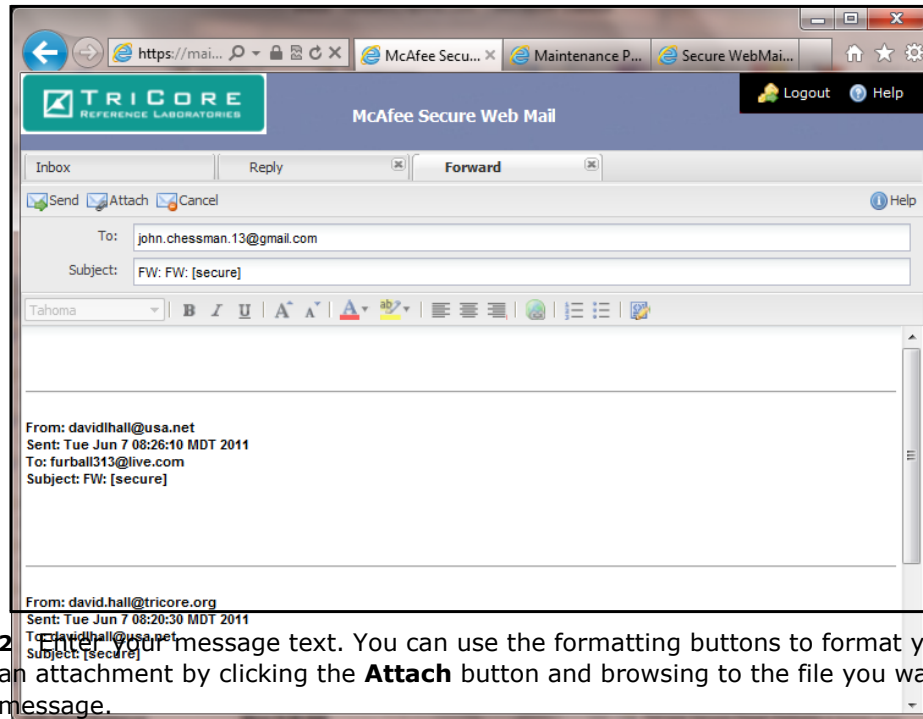 https://mai...
McAfee Secu...
Maintenance P...
Secure WebMai...
TRICORE
REFERENCE LABORATORIES
McAfee Secure Web Mail
Logout
Help
Inbox
Reply
Forward
Send
Attach
Cancel
Help
To:
john.chessman.13@gmail.com
Subject:
FW: FW: [secure]
Tahoma
B I U
From: davidlhall@usa.net
Sent: Tue Jun 7 08:26:10 MDT 2011
To: furball313@live.com
Subject: FW: [secure]
From: david.hall@tricore.org
Sent: Tue Jun 7 08:20:30 MDT 2011
To: davidlhall@usa.net
Subject: [secure]
2 Enter your message text. You can use the formatting buttons to format y
an attachment by clicking the Attach button and browsing to the file you wa
message.